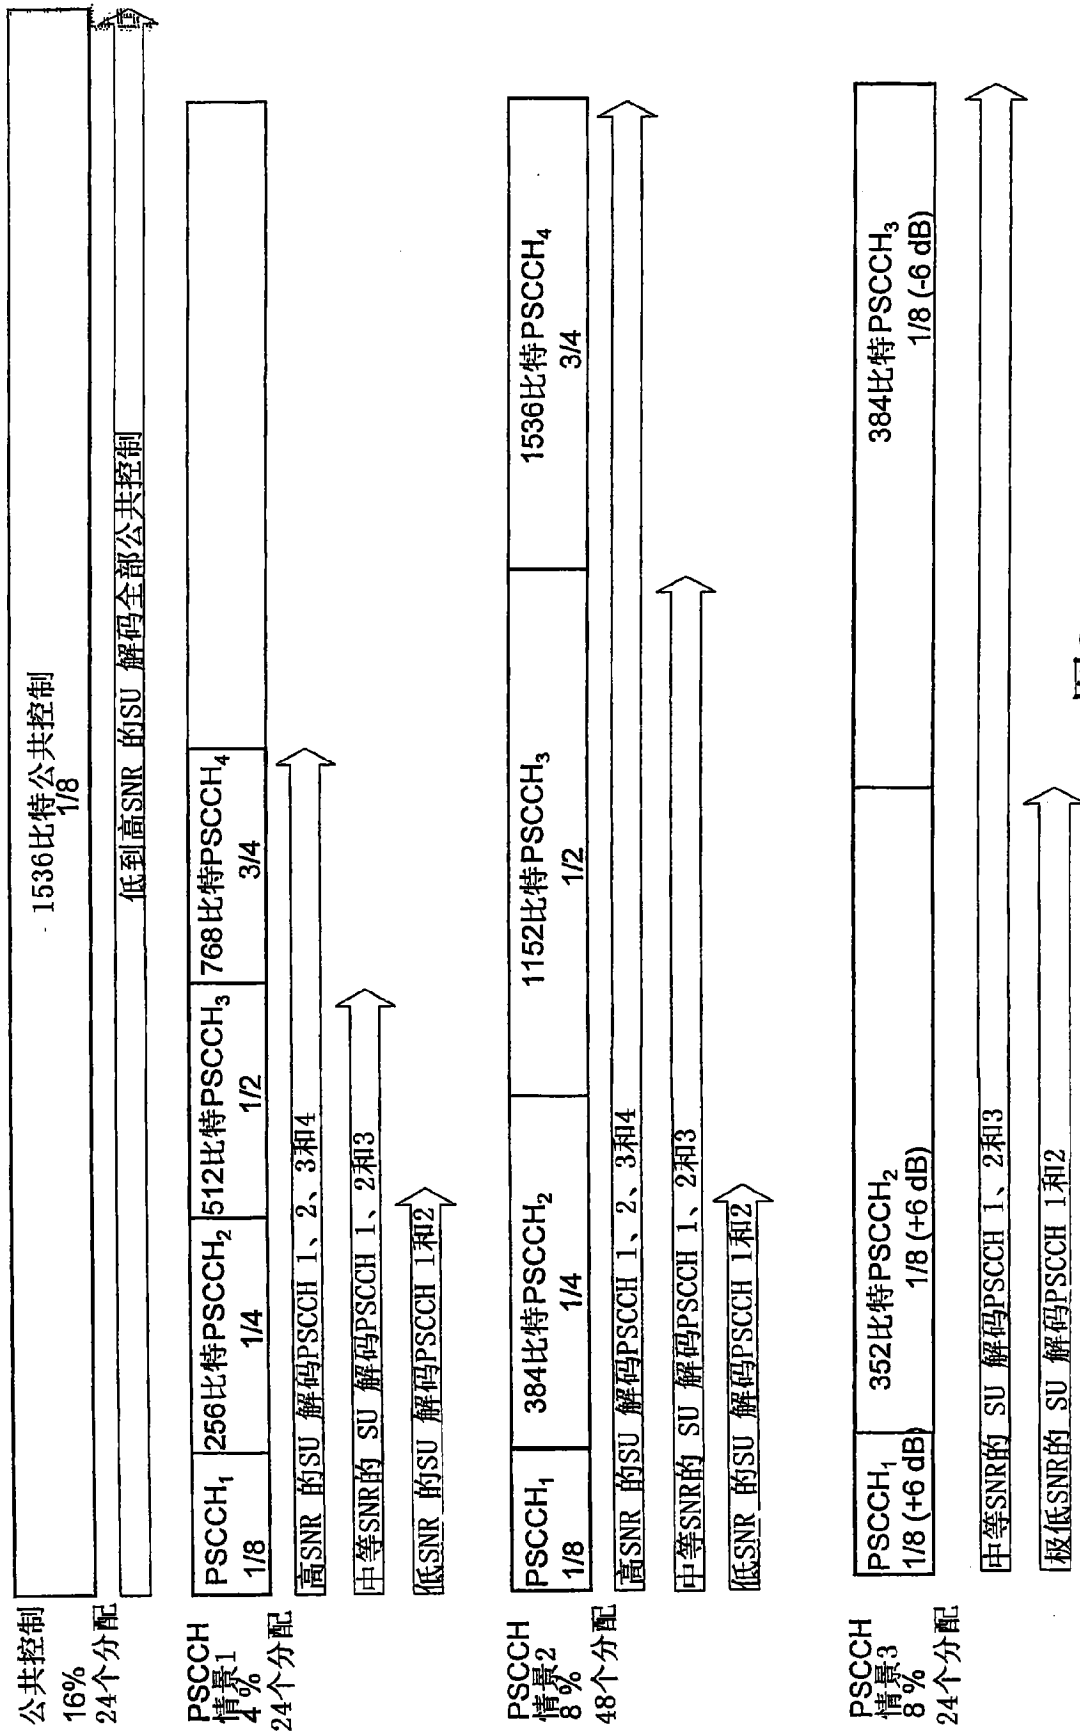 公共控制
16%
24个分配
1536比特公共控制
1/8
低到高SNR 的SU 解码全部公共控制
PSCCH
情景1
4 %
24个分配
PSCCH₁
1/8
256比特PSCCH₂
1/4
512比特PSCCH₃
1/2
768比特PSCCH₄
3/4
高SNR 的SU 解码PSCCH 1、2、3和4
中等SNR的 SU 解码PSCCH 1、2和3
低SNR 的SU 解码PSCCH 1和2
PSCCH
情景2
8 %
48个分配
PSCCH₁
1/8
384比特PSCCH₂
1/4
1152比特PSCCH₃
1/2
1536比特PSCCH₄
3/4
高SNR 的SU 解码PSCCH 1、2、3和4
中等SNR的 SU 解码PSCCH 1、2和3
低SNR 的SU 解码PSCCH 1和2
PSCCH
情景3
8 %
24个分配
PSCCH₁
1/8 (+6 dB)
352比特PSCCH₂
1/8 (+6 dB)
384比特PSCCH₃
1/8 (-6 dB)
中等SNR的 SU 解码PSCCH 1、2和3
极低SNR的 SU 解码PSCCH 1和2